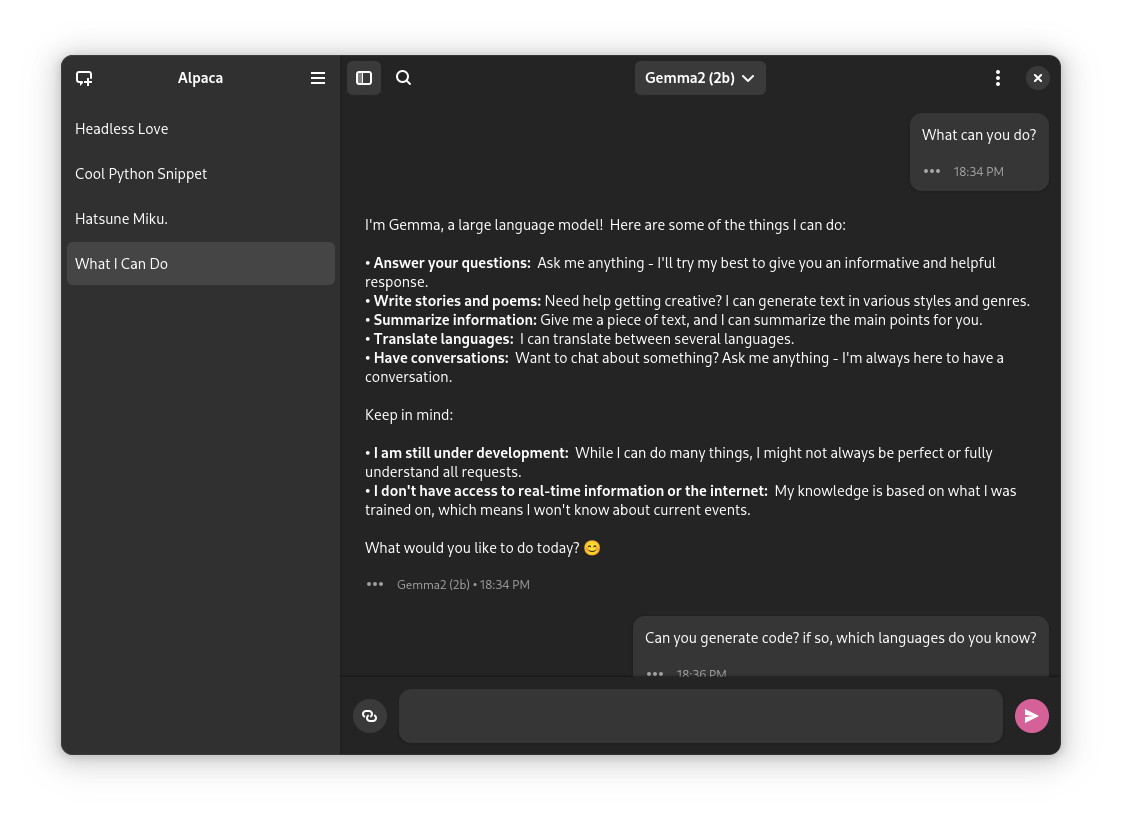 Alpaca
Headless Love
Cool Python Snippet
Hatsune Miku.
What I Can Do
Gemma2 (2b)
What can you do?
18:34 PM
I'm Gemma, a large language model!  Here are some of the things I can do:
• Answer your questions:  Ask me anything - I'll try my best to give you an informative and helpful
response.
• Write stories and poems: Need help getting creative? I can generate text in various styles and genres.
• Summarize information: Give me a piece of text, and I can summarize the main points for you.
• Translate languages:  I can translate between several languages.
• Have conversations:  Want to chat about something? Ask me anything - I'm always here to have a
conversation.
Keep in mind:
• I am still under development:  While I can do many things, I might not always be perfect or fully
understand all requests.
• I don't have access to real-time information or the internet:  My knowledge is based on what I was
trained on, which means I won't know about current events.
What would you like to do today? 😊
Gemma2 (2b) • 18:34 PM
Can you generate code? if so, which languages do you know?
18:36 PM